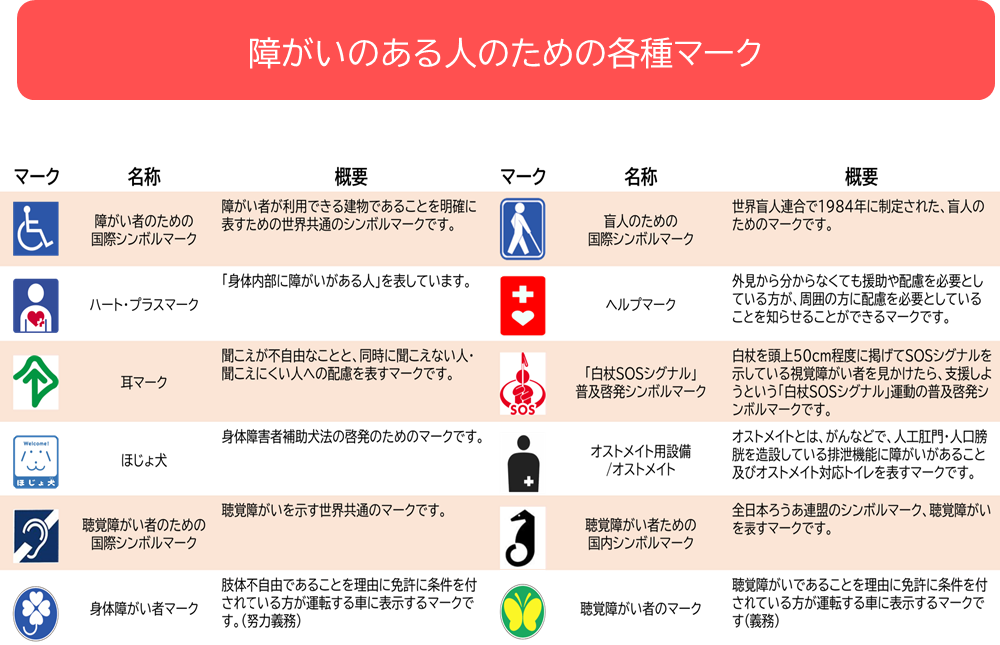 障がいのある人のための各種マーク
マーク 名称 概要 マーク 名称 概要
障がい者のための
国際シンボルマーク
障がい者が利用できる建物であることを明確に
表すための世界共通のシンボルマークです。
盲人のための
国際シンボルマーク
世界盲人連合で1984年に制定された、盲人の
ためのマークです。
ハート・プラスマーク
「身体内部に障がいがある人」を表しています。
ヘルプマーク
外見から分からなくても援助や配慮を必要とし
ている方が、周囲の方に配慮を必要としている
ことを知らせることができるマークです。
耳マーク
聞こえが不自由なことと、同時に聞こえない人・
聞こえにくい人への配慮を表すマークです。
SOS
「白杖SOSシグナル」
普及啓発シンボルマーク
白杖を頭上50cm程度に掲げてSOSシグナルを
示している視覚障がい者を見かけたら、支援しよ
うという「白杖SOSシグナル」運動の普及啓発シ
ンボルマークです。
Welcome!
ほじょ犬
ほじょ犬
身体障害者補助犬法の啓発のためのマークです。
オストメイト用設備
/オストメイト
オストメイトとは、がんなどで、人工肛門・人口膀
胱を造設している排泄機能に障がいがあること
及びオストメイト対応トイレを表すマークです。
聴覚障がい者のための
国際シンボルマーク
聴覚障がいを示す世界共通のマークです。
聴覚障がい者ための
国内シンボルマーク
全日本ろうあ連盟のシンボルマーク、聴覚障がい
を表すマークです。
身体障がい者マーク
肢体不自由であることを理由に免許に条件を付
されている方が運転する車に表示するマークで
す。(努力義務)
聴覚障がい者のマーク
聴覚障がいであることを理由に免許に条件を付
されている方が運転する車に表示するマークで
す(義務)